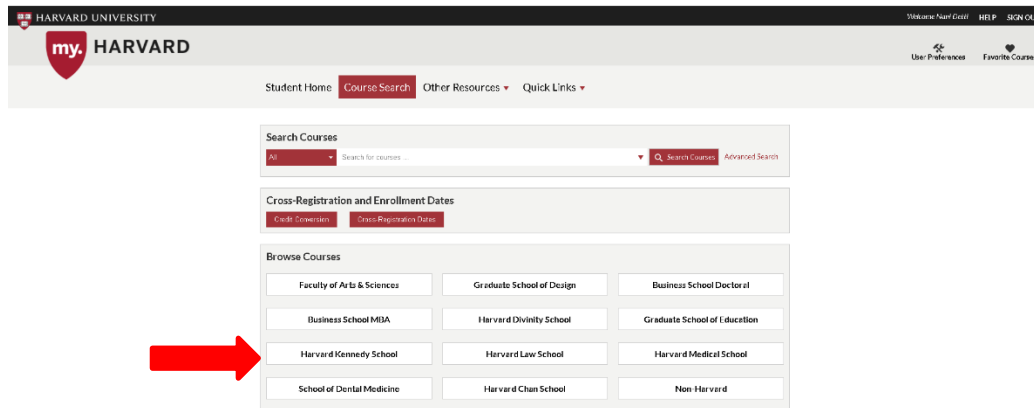 HARVARD UNIVERSITY
HELP SIGN OU
my. HARVARD
User Preferences Favorite Course
Student Home Course Search Other Resources Quick Links
Search Courses
All Search for courses ... Search Courses Advanced Search
Cross-Registration and Enrollment Dates
Credit Conversion Cross-Registration Dates
Browse Courses
Faculty of Arts & Sciences Graduate School of Design Business School Doctoral
Business School MBA Harvard Divinity School Graduate School of Education
Harvard Kennedy School Harvard Law School Harvard Medical School
School of Dental Medicine Harvard Chan School Non-Harvard